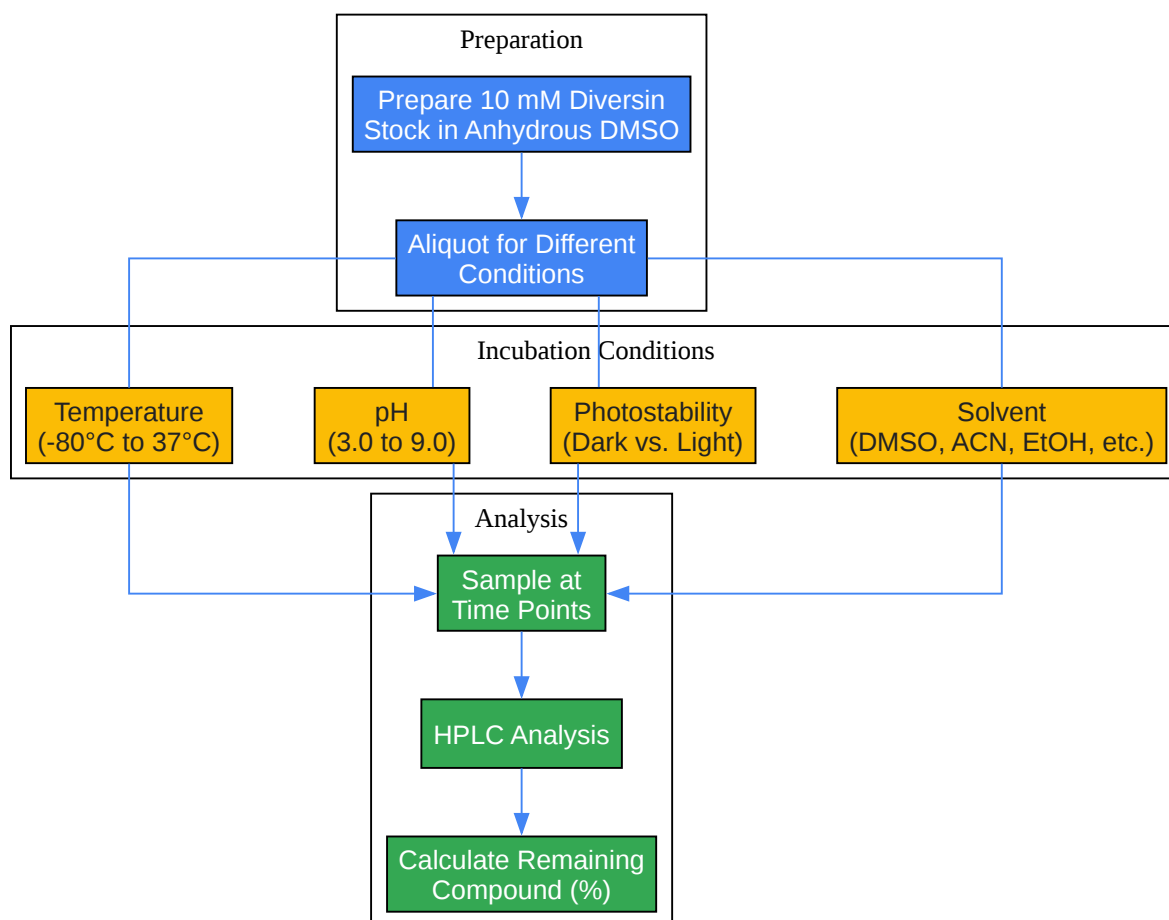 Preparation
Prepare 10 mM Diversin
Stock in Anhydrous DMSO
Aliquot for Different
Conditions
Incubation Conditions
Temperature
(-80°C to 37°C)
pH
(3.0 to 9.0)
Photostability
(Dark vs. Light)
Solvent
(DMSO, ACN, EtOH, etc.)
Analysis
Sample at
Time Points
HPLC Analysis
Calculate Remaining
Compound (%)